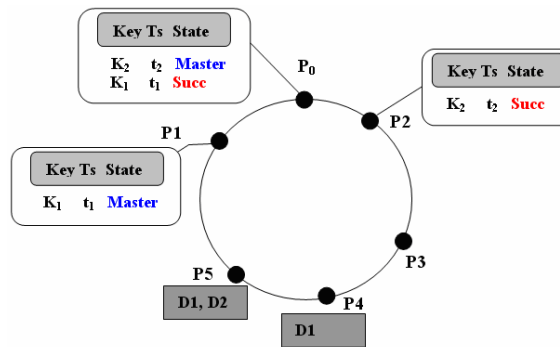 Key Ts State
K₂ t₂ Master
K₁ t₁ Succ
P₀
Key Ts State
K₂ t₂ Succ
P2
P1
Key Ts State
K₁ t₁ Master
P3
P5
P4
D1, D2
D1